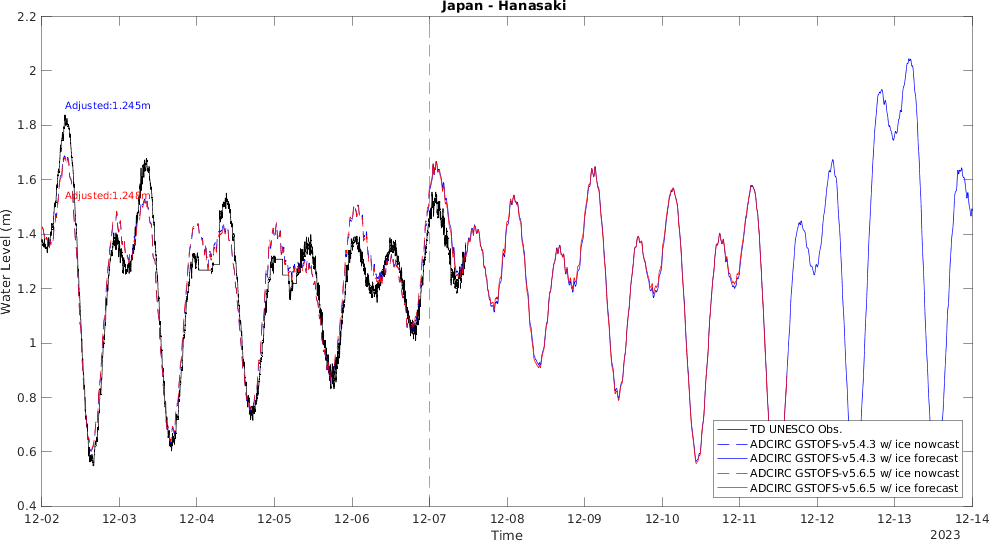 Japan - Hanasaki
2.2
2
1.8
1.6
1.4
1.2
1
0.8
0.6
0.4
Water Level (m)
Adjusted:1.245m
Adjusted:1.248m
TD UNESCO Obs.
ADCIRC GSTOFS-v5.4.3 w/ ice nowcast
ADCIRC GSTOFS-v5.4.3 w/ ice forecast
ADCIRC GSTOFS-v5.6.5 w/ ice nowcast
ADCIRC GSTOFS-v5.6.5 w/ ice forecast
12-02 12-03 12-04 12-05 12-06 12-07 12-08 12-09 12-10 12-11 12-12 12-13 12-14
Time
2023